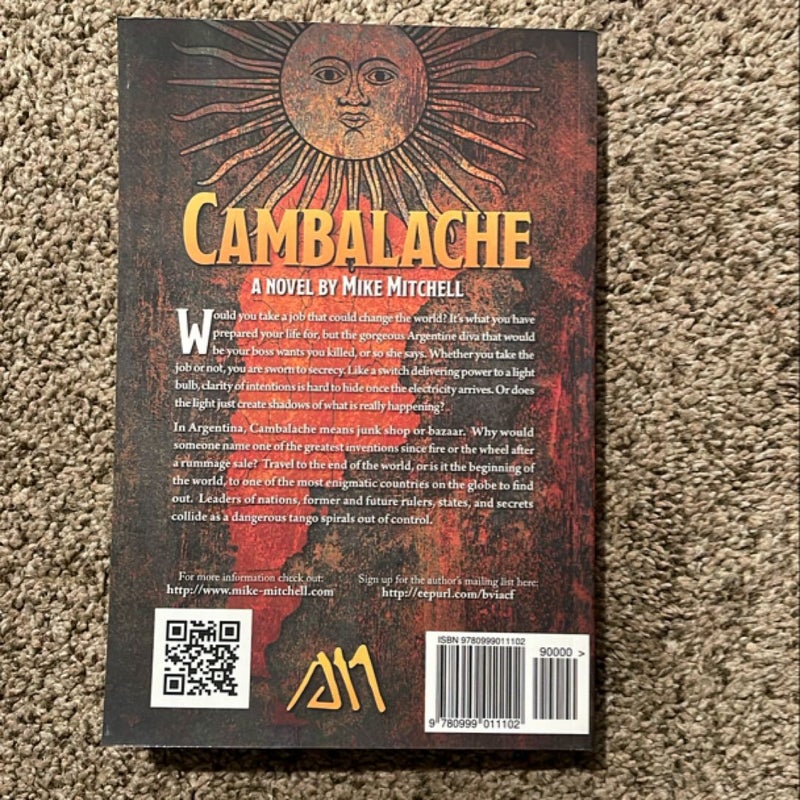 CAMBALACHE
A NOVEL BY MIKE MITCHELL
Would you take a job that could change the world? It's what you have
prepared your life for, but the gorgeous Argentine diva that would
be your boss wants you killed, or so she says. Whether you take the
job or not, you are sworn to secrecy. Like a switch delivering power to a light
bulb, clarity of intentions is hard to hide once the electricity arrives. Or does
the light just create shadows of what is really happening?
In Argentina, Cambalache means junk shop or bazaar. Why would
someone name one of the greatest inventions since fire or the wheel after
a rummage sale? Travel to the end of the world, or is it the beginning of
the world, to one of the most enigmatic countries on the globe to find
out. Leaders of nations, former and future rulers, states, and secrets
collide as a dangerous tango spirals out of control.
For more information check out:
http://www.mike-mitchell.com
Sign up for the author's mailing list here:
http://eepurl.com/bviacf
ISBN 9780999011102
90000 >
9 780999 011102